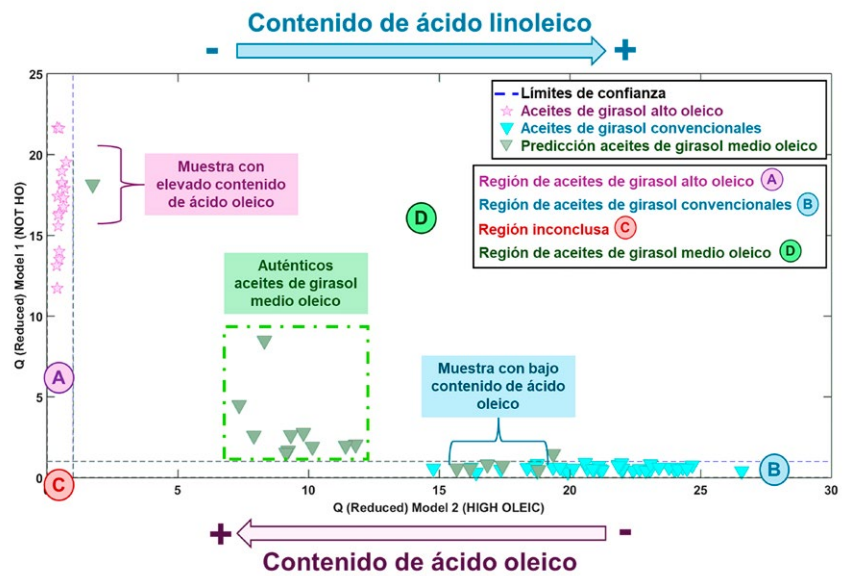 Contenido de ácido linoleico
- +
25
20
15
10
5
0
Q (Reduced) Model 1 (NOT HO)
Límites de confianza
Aceites de girasol alto oleico
Aceites de girasol convencionales
Predicción aceites de girasol medio oleico
Región de aceites de girasol alto oleico A
Región de aceites de girasol convencionales B
Región inconclusa C
Región de aceites de girasol medio oleico D
Muestra con
elevado contenido
de ácido oleico
D
Auténticos
aceites de girasol
medio oleico
Muestra con bajo
contenido de ácido
oleico
A
C
B
5 10 15 20 25 30
Q (Reduced) Model 2 (HIGH OLEIC)
+ -
Contenido de ácido oleico